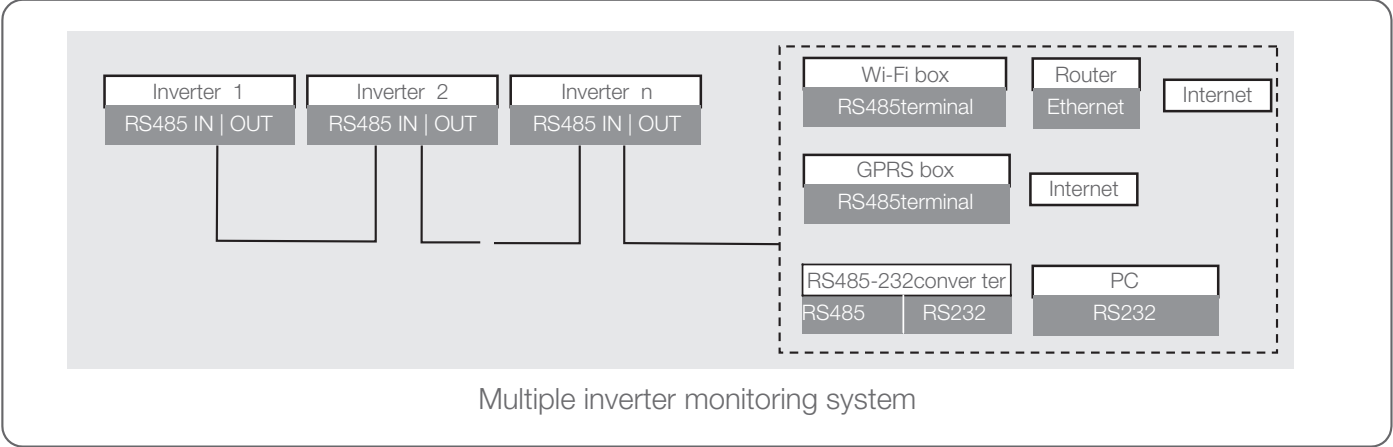 Inverter 1
RS485 IN | OUT
Inverter 2
RS485 IN | OUT
Inverter n
RS485 IN | OUT
Wi-Fi box
RS485terminal
Router
Ethernet
Internet
GPRS box
RS485terminal
Internet
RS485-232conver ter
RS485
RS232
PC
RS232
Multiple inverter monitoring system